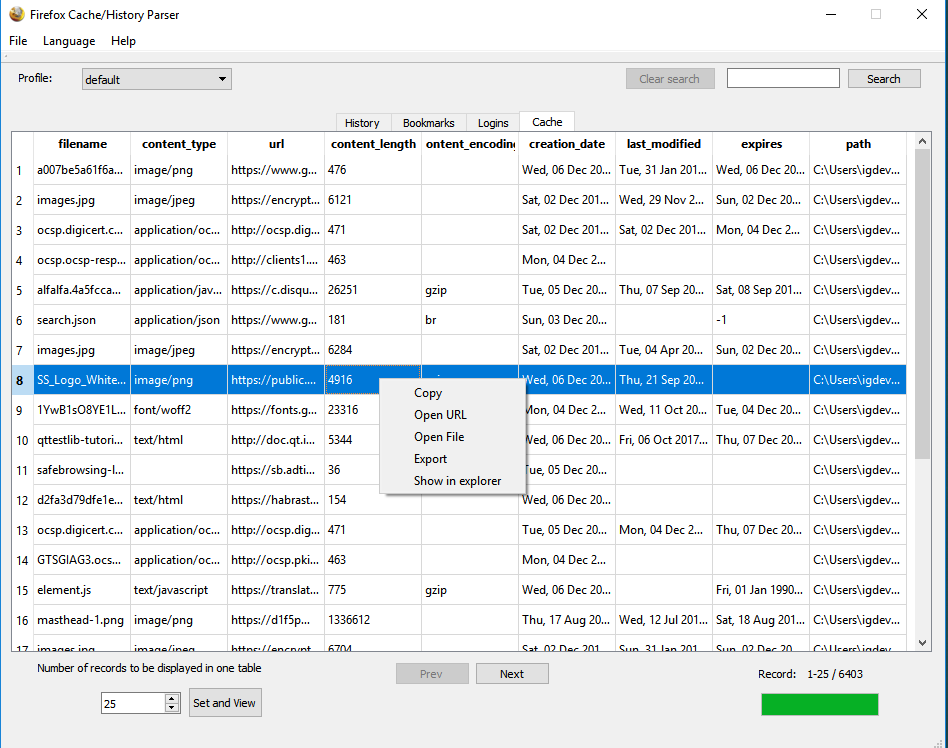 Firefox Cache/History Parser
File Language Help
Profile: default Clear search Search
History Bookmarks Logins Cache
filename content_type url content_length ontent_encoding creation_date last_modified expires path
1 a007be5a61f6a... image/png https://www.g... 476 Wed, 06 Dec 20... Tue, 31 Jan 201... Wed, 06 Dec 20... C:\Users\igdev...
2 images.jpg image/jpeg https://encrypt... 6121 Sat, 02 Dec 201... Wed, 29 Nov 2... Sun, 02 Dec 20... C:\Users\igdev...
3 ocsp.digicert.c... application/oc... http://ocsp.dig... 471 Sat, 02 Dec 201... Sat, 02 Dec 201... Mon, 04 Dec 2... C:\Users\igdev...
4 ocsp.ocsp-resp... application/oc... http://clients1.... 463 Mon, 04 Dec 2... C:\Users\igdev...
5 alfalfa.4a5fcca... application/jav... https://c.disqu... 26251 gzip Tue, 05 Dec 20... Thu, 07 Sep 20... Sat, 08 Sep 201... C:\Users\igdev...
6 search.json application/json https://www.g... 181 br Sun, 03 Dec 20... -1 C:\Users\igdev...
7 images.jpg image/jpeg https://encrypt... 6284 Sat, 02 Dec 201... Tue, 04 Apr 20... Sun, 02 Dec 20... C:\Users\igdev...
8 SS_Logo_White... image/png https://public.... 4916 Wed, 06 Dec 20... Thu, 21 Sep 20... C:\Users\igdev...
Copy
9 1YwB1sO8YE1L... font/woff2 https://fonts.g... 23316 Mon, 04 Dec 2... Wed, 11 Oct 20... Tue, 04 Dec 20... C:\Users\igdev...
Open URL
10 qttestlib-tutori... text/html http://doc.qt.i... 5344 Open File Wed, 06 Dec 20... Fri, 06 Oct 2017... Thu, 07 Dec 20... C:\Users\igdev...
Export
11 safebrowsing-l... https://sb.adti... 36 Tue, 05 Dec 20... C:\Users\igdev...
Show in explorer
12 d2fa3d79dfe1e... text/html https://habrast... 154 Wed, 06 Dec 20... C:\Users\igdev...
13 ocsp.digicert.c... application/oc... http://ocsp.dig... 471 Tue, 05 Dec 20... Mon, 04 Dec 2... Thu, 07 Dec 20... C:\Users\igdev...
14 GTSGIAG3.ocs... application/oc... http://ocsp.pki... 463 Mon, 04 Dec 2... C:\Users\igdev...
15 element.js text/javascript https://translat... 775 gzip Wed, 06 Dec 20... Fri, 01 Jan 1990... C:\Users\igdev...
16 masthead-1.png image/png https://d1f5p... 1336612 Thu, 17 Aug 20... Wed, 12 Jul 201... Sat, 18 Aug 201... C:\Users\igdev...
17 images.jpg image/jpeg https://encrypt... 6704 Sat, 02 Dec 201... Sun, 31 Jan 201... Sun, 02 Dec 20... C:\Users\igdev...
Number of records to be displayed in one table
Prev Next Record: 1-25 / 6403
25 Set and View